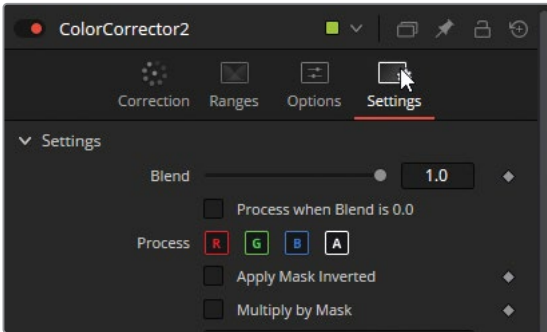 ColorCorrector2
Correction Ranges Options Settings
Settings
Blend 1.0
Process when Blend is 0.0
Process R G B A
Apply Mask Inverted
Multiply by Mask